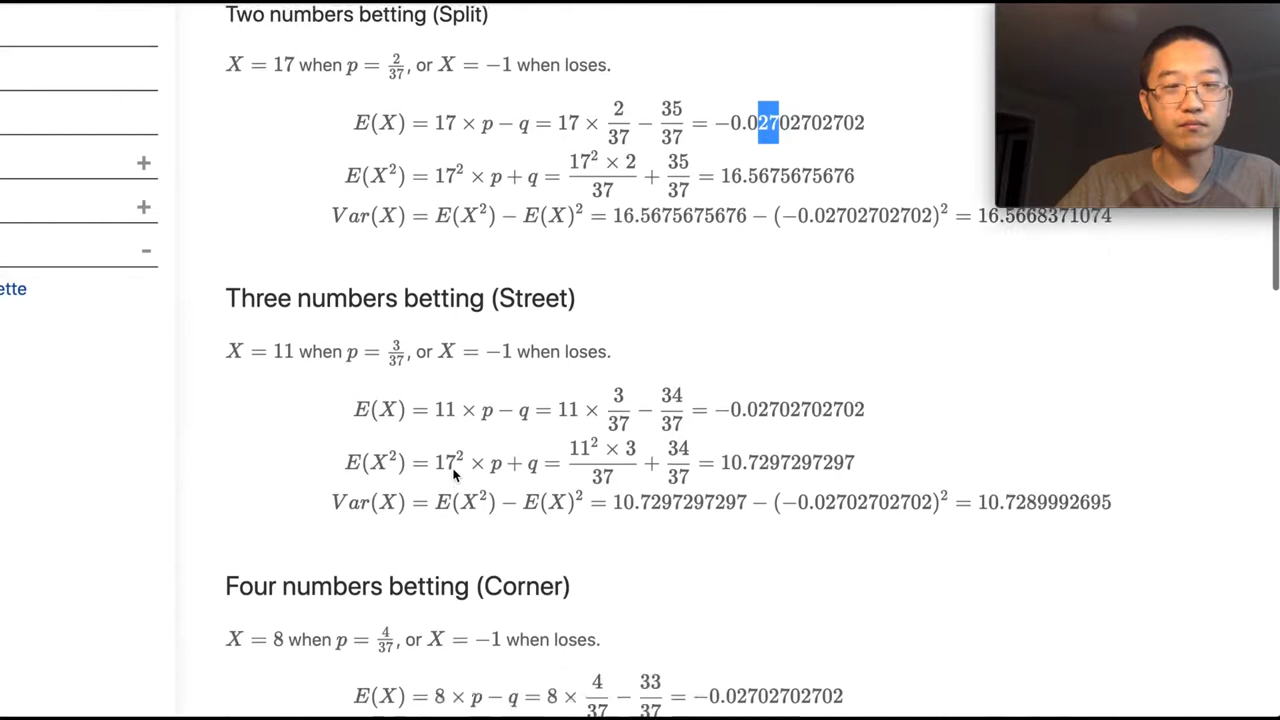 Two numbers betting (Split)
X = 17 when p = 2/37, or X = −1 when loses.
E(X) = 17 × p − q = 17 × 2/37 − 35/37 = −0.02702702702
E(X²) = 17² × p + q = 17² × 2/37 + 35/37 = 16.5675675676
Var(X) = E(X²) − E(X)² = 16.5675675676 − (−0.02702702702)² = 16.5668371074
+
+
-
ette
Three numbers betting (Street)
X = 11 when p = 3/37, or X = −1 when loses.
E(X) = 11 × p − q = 11 × 3/37 − 34/37 = −0.02702702702
E(X²) = 17² × p + q = 11² × 3/37 + 34/37 = 10.7297297297
Var(X) = E(X²) − E(X)² = 10.7297297297 − (−0.02702702702)² = 10.7289992695
Four numbers betting (Corner)
X = 8 when p = 4/37, or X = −1 when loses.
E(X) = 8 × p − q = 8 × 4/37 − 33/37 = −0.02702702702